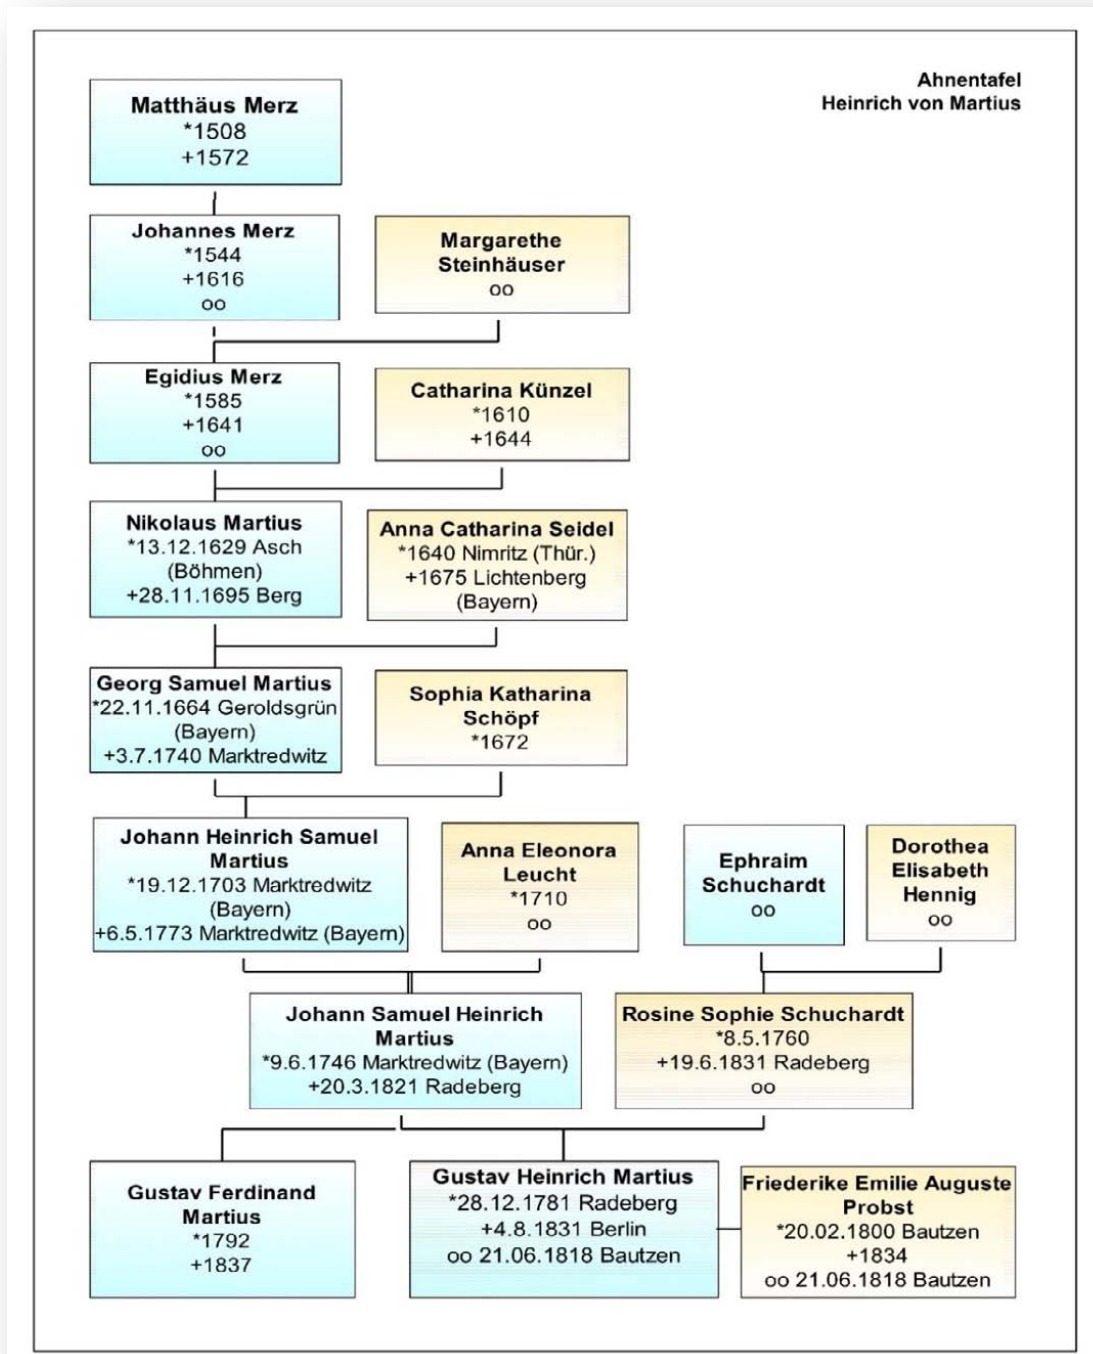 Ahnentafel
Heinrich von Martius
Matthäus Merz
*1508
+1572
Johannes Merz
*1544
+1616
oo
Margarethe
Steinhäuser
oo
Egidius Merz
*1585
+1641
oo
Catharina Künzel
*1610
+1644
Nikolaus Martius
*13.12.1629 Asch
(Böhmen)
+28.11.1695 Berg
Anna Catharina Seidel
*1640 Nimritz (Thür.)
+1675 Lichtenberg
(Bayern)
Georg Samuel Martius
*22.11.1664 Geroldsgrün
(Bayern)
+3.7.1740 Marktredwitz
Sophia Katharina
Schöpf
*1672
Johann Heinrich Samuel
Martius
*19.12.1703 Marktredwitz
(Bayern)
+6.5.1773 Marktredwitz (Bayern)
Anna Eleonora
Leucht
*1710
oo
Ephraim
Schuchardt
oo
Dorothea
Elisabeth
Hennig
oo
Johann Samuel Heinrich
Martius
*9.6.1746 Marktredwitz (Bayern)
+20.3.1821 Radeberg
Rosine Sophie Schuchardt
*8.5.1760
+19.6.1831 Radeberg
oo
Gustav Ferdinand
Martius
*1792
+1837
Gustav Heinrich Martius
*28.12.1781 Radeberg
+4.8.1831 Berlin
oo 21.06.1818 Bautzen
Friederike Emilie Auguste
Probst
*20.02.1800 Bautzen
+1834
oo 21.06.1818 Bautzen